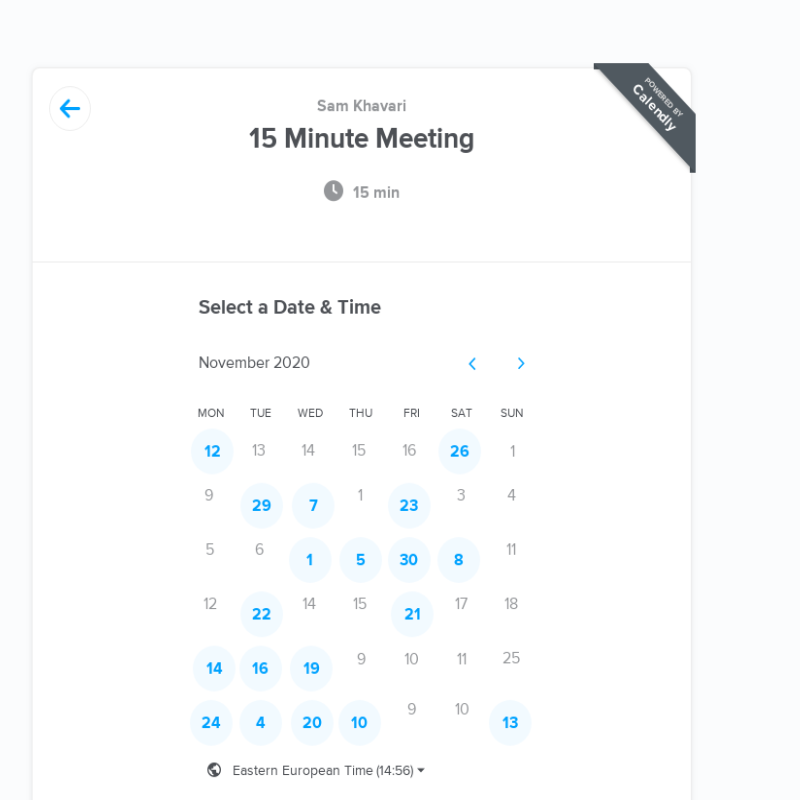 POWERED BY
Calendly
Sam Khavari
15 Minute Meeting
15 min
Select a Date & Time
November 2020
MON TUE WED THU FRI SAT SUN
12 13 14 15 16 26 1
9 29 7 1 23 3 4
5 6 1 5 30 8 11
12 22 14 15 21 17 18
14 16 19 9 10 11 25
24 4 20 10 9 10 13
Eastern European Time (14:56)